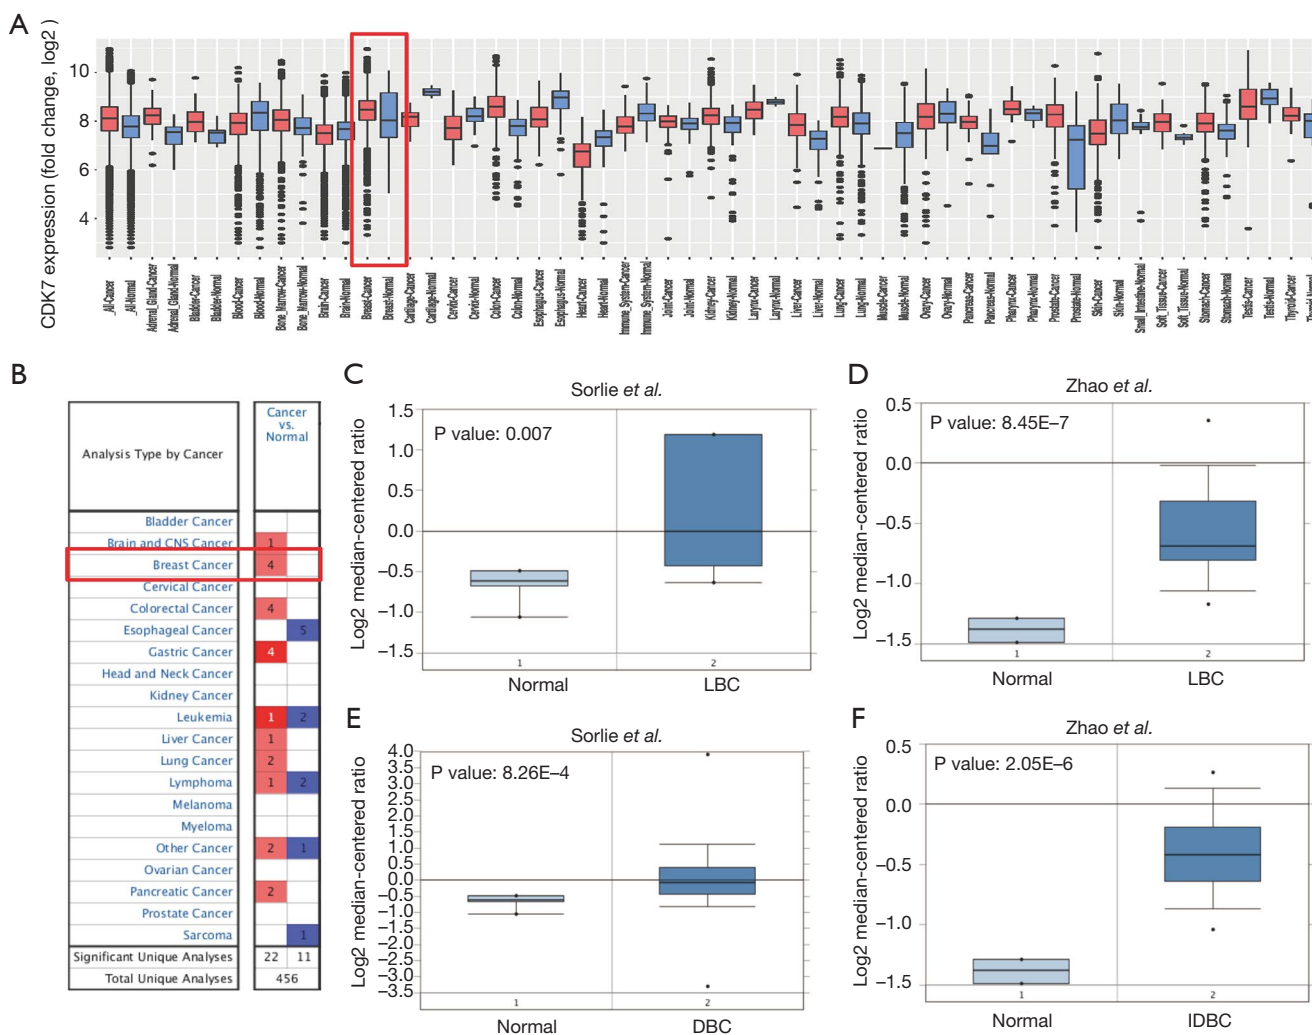 A
CDK7 expression (fold change, log2 )
10
8
6
4
_All-Cancer
_All-Normal
Adrenal_Gland-Cancer
Adrenal_Gland-Normal
Bladder-Cancer
Bladder-Normal
Blood-Cancer
Blood-Normal
Bone_Marrow-Cancer
Bone_Marrow-Normal
Brain-Cancer
Brain-Normal
Breast-Cancer
Breast-Normal
Cartilage-Cancer
Cartilage-Normal
Cervix-Cancer
Cervix-Normal
Colon-Cancer
Colon-Normal
Esophagus-Cancer
Esophagus-Normal
Heart-Cancer
Heart-Normal
Immune_System-Cancer
Immune_System-Normal
Joint-Cancer
Joint-Normal
Kidney-Cancer
Kidney-Normal
Larynx-Cancer
Larynx-Normal
Liver-Cancer
Liver-Normal
Lung-Cancer
Lung-Normal
Muscle-Cancer
Muscle-Normal
Ovary-Cancer
Ovary-Normal
Pancreas-Cancer
Pancreas-Normal
Pharynx-Cancer
Pharynx-Normal
Prostate-Cancer
Prostate-Normal
Skin-Cancer
Skin-Normal
Small_Intestine-Normal
Soft_Tissue-Cancer
Soft_Tissue-Normal
Stomach-Cancer
Stomach-Normal
Testis-Cancer
Testis-Normal
Thyroid-Cancer
B
Analysis Type by Cancer
Cancer
vs.
Normal
Bladder Cancer
Brain and CNS Cancer 1
Breast Cancer 4
Cervical Cancer
Colorectal Cancer 4
Esophageal Cancer 5
Gastric Cancer 4
Head and Neck Cancer
Kidney Cancer
Leukemia 1 2
Liver Cancer 1
Lung Cancer 2
Lymphoma 1 2
Melanoma
Myeloma
Other Cancer 2 1
Ovarian Cancer
Pancreatic Cancer 2
Prostate Cancer
Sarcoma 1
Significant Unique Analyses 22 11
Total Unique Analyses 456
C
Sorlie et al.
P value: 0.007
Log2 median-centered ratio
1.5
1.0
0.5
0.0
−0.5
−1.0
−1.5
1 2
Normal LBC
D
Zhao et al.
P value: 8.45E−7
Log2 median-centered ratio
0.5
0.0
−0.5
−1.0
−1.5
1 2
Normal LBC
E
Sorlie et al.
P value: 8.26E−4
Log2 median-centered ratio
4.0
3.5
3.0
2.5
2.0
1.5
1.0
0.5
0.0
−0.5
−1.0
−1.5
−2.0
−2.5
−3.0
−3.5
1 2
Normal DBC
F
Zhao et al.
P value: 2.05E−6
Log2 median-centered ratio
0.5
0.0
−0.5
−1.0
−1.5
1 2
Normal IDBC